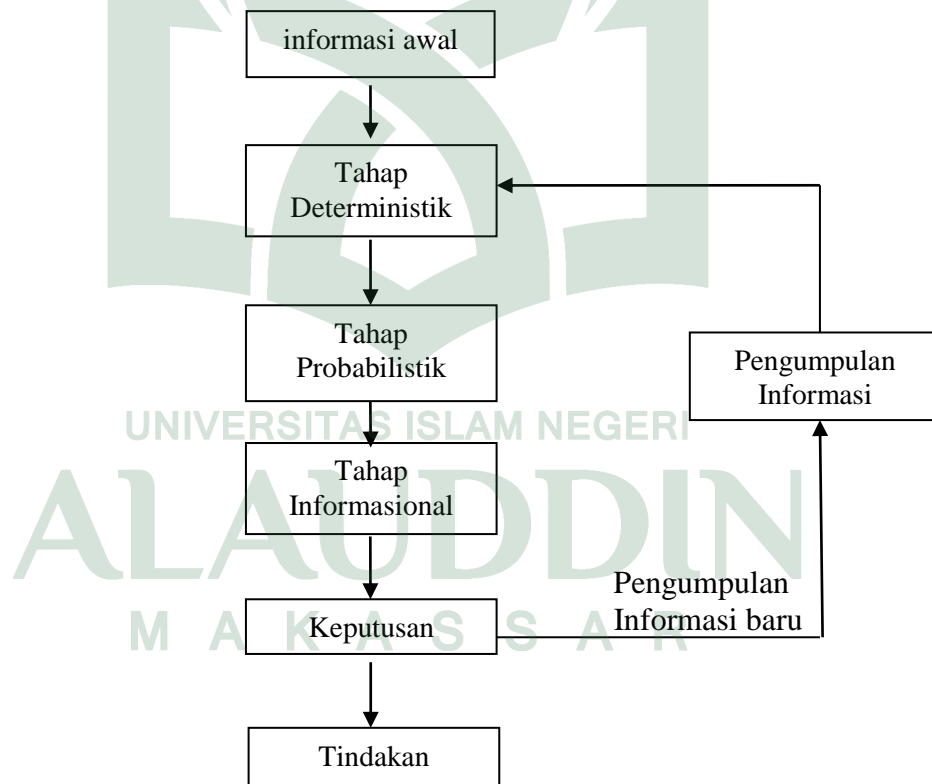 informasi awal
Tahap
Deterministik
Tahap
Probabilistik
Pengumpulan
Informasi
UNIVERSITAS ISLAM NEGERI
Tahap
Informasional
ALAUDDIN
Pengumpulan
Informasi baru
Keputusan
MAKASSAR
Tindakan